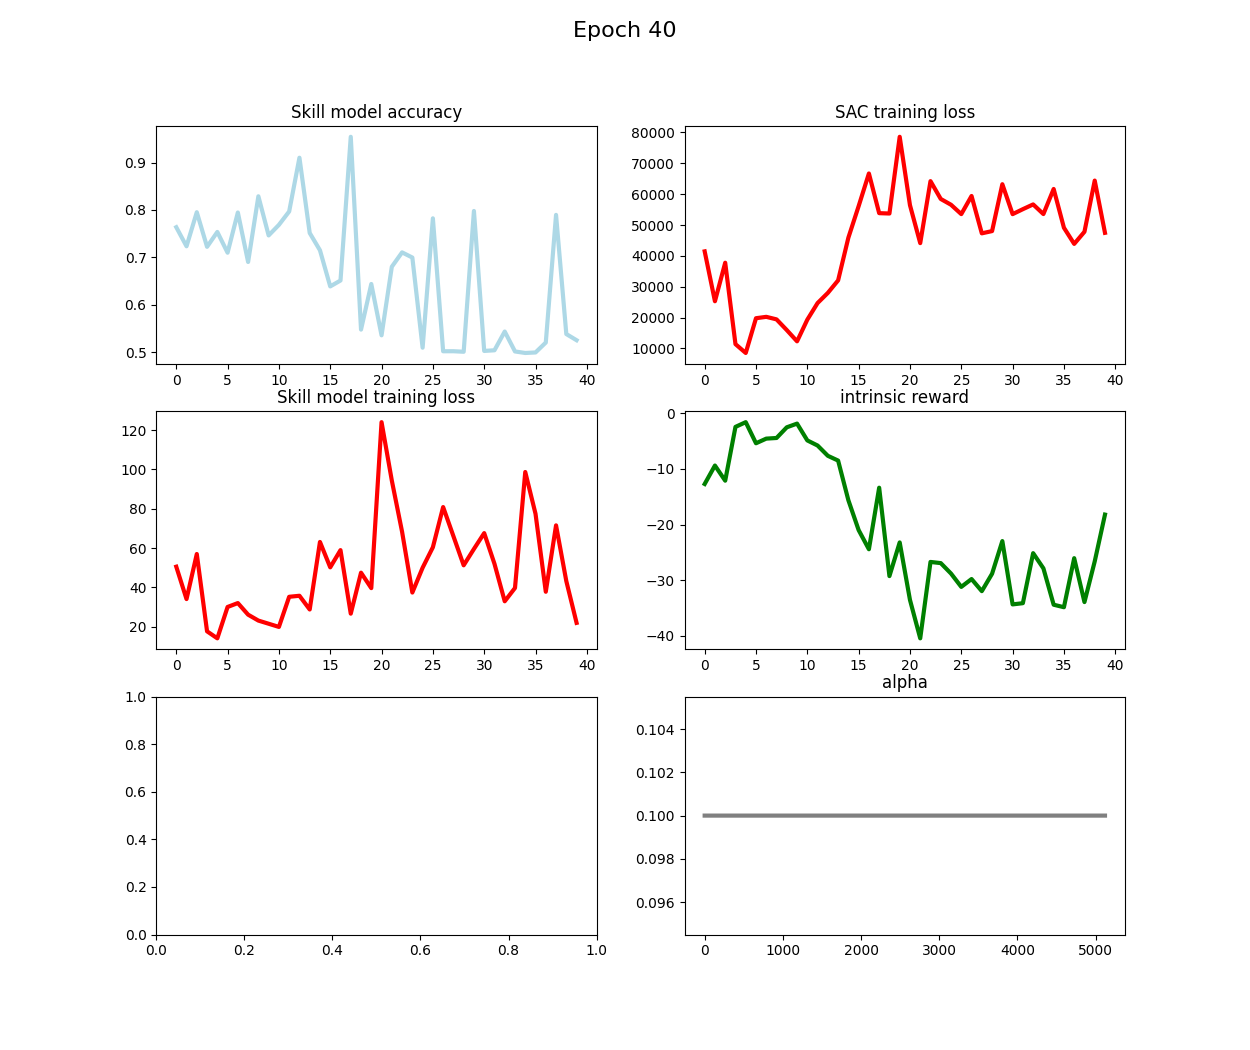 Epoch 40
Skill model accuracy
0.9
0.8
0.7
0.6
0.5
0 5 10 15 20 25 30 35 40
SAC training loss
80000
70000
60000
50000
40000
30000
20000
10000
0 5 10 15 20 25 30 35 40
Skill model training loss
120
100
80
60
40
20
0 5 10 15 20 25 30 35 40
intrinsic reward
0
−10
−20
−30
−40
0 5 10 15 20 25 30 35 40
1.0
0.8
0.6
0.4
0.2
0.0
0.0 0.2 0.4 0.6 0.8 1.0
alpha
0.104
0.102
0.100
0.098
0.096
0 1000 2000 3000 4000 5000